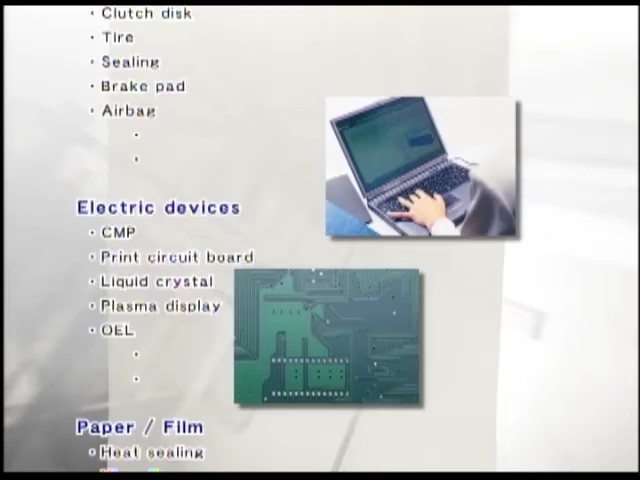 ・Clutch disk
・Tire
・Sealing
・Brake pad
・Airbag
・
・
Electric devices
・CMP
・Print circuit board
・Liquid crystal
・Plasma display
・OEL
・
・
Paper / Film
・Heat sealing